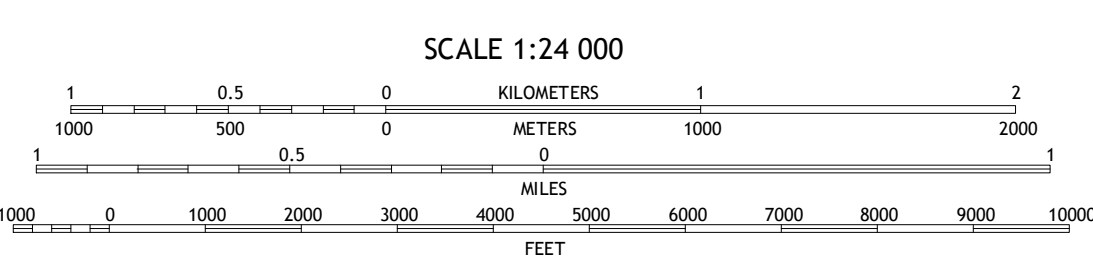 SCALE 1:24 000
1 0.5 0 KILOMETERS 1 2
1000 500 0 METERS 1000 2000
1 0.5 0 1
MILES
1000 0 1000 2000 3000 4000 5000 6000 7000 8000 9000 10000
FEET